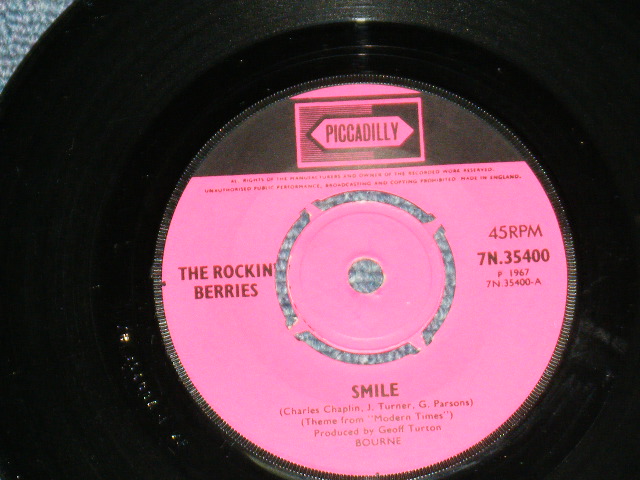 PICCADILLY
ALL RIGHTS OF THE MANUFACTURERS AND OWNER OF THE RECORDED WORK RESERVED.
UNAUTHORISED PUBLIC PERFORMANCE, BROADCASTING AND COPYING PROHIBITED. MADE IN ENGLAND.
45RPM
7N.35400
P 1967
7N.35400-A
THE ROCKIN'
BERRIES
SMILE
(Charles Chaplin, J. Turner, G. Parsons)
(Theme from "Modern Times")
Produced by Geoff Turton
BOURNE